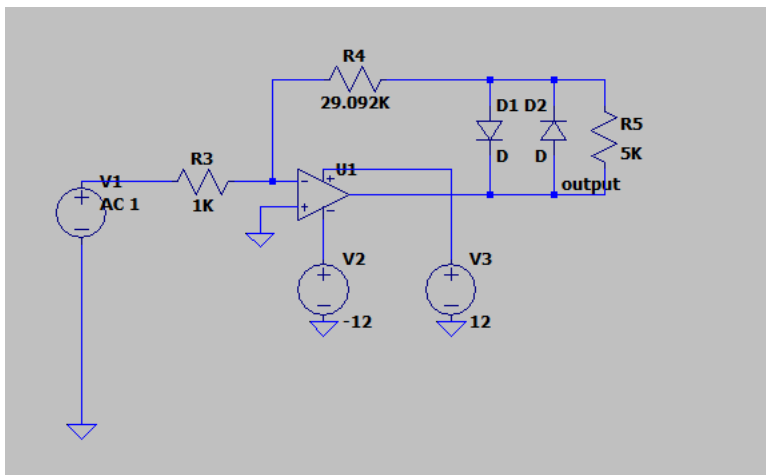 R4
29.092K
D1 D2
R5
D D
5K
R3
U1
V1
AC 1
1K
output
V2
V3
-12
12